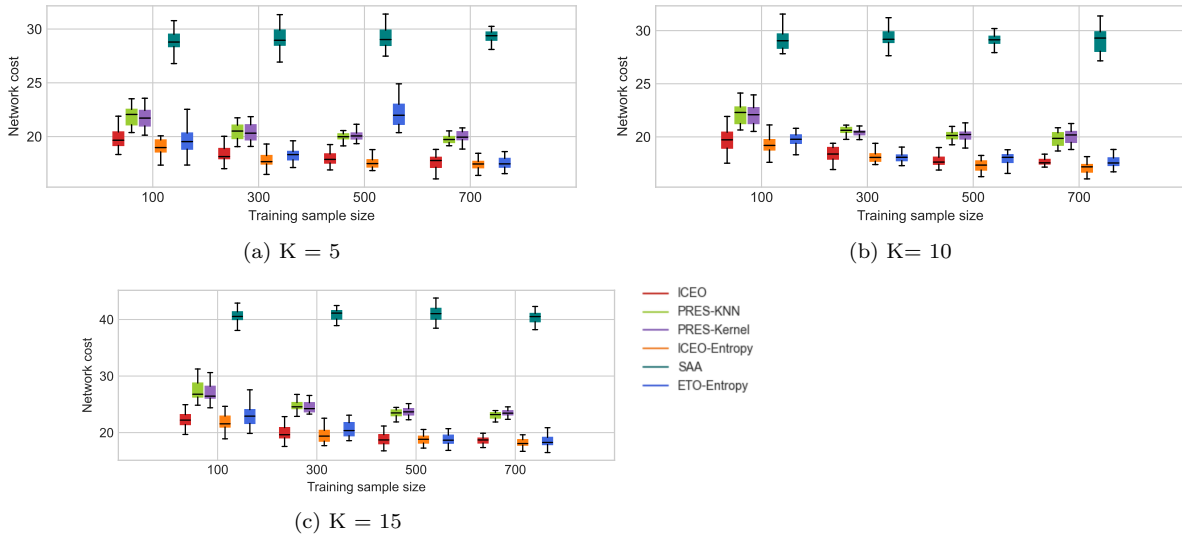 30
25
20
Network cost
100
300
500
700
Training sample size
(a) K = 5
30
25
20
Network cost
100
300
500
700
Training sample size
(b) K= 10
40
30
20
Network cost
100
300
500
700
Training sample size
(c) K = 15
ICEO
PRES-KNN
PRES-Kernel
ICEO-Entropy
SAA
ETO-Entropy